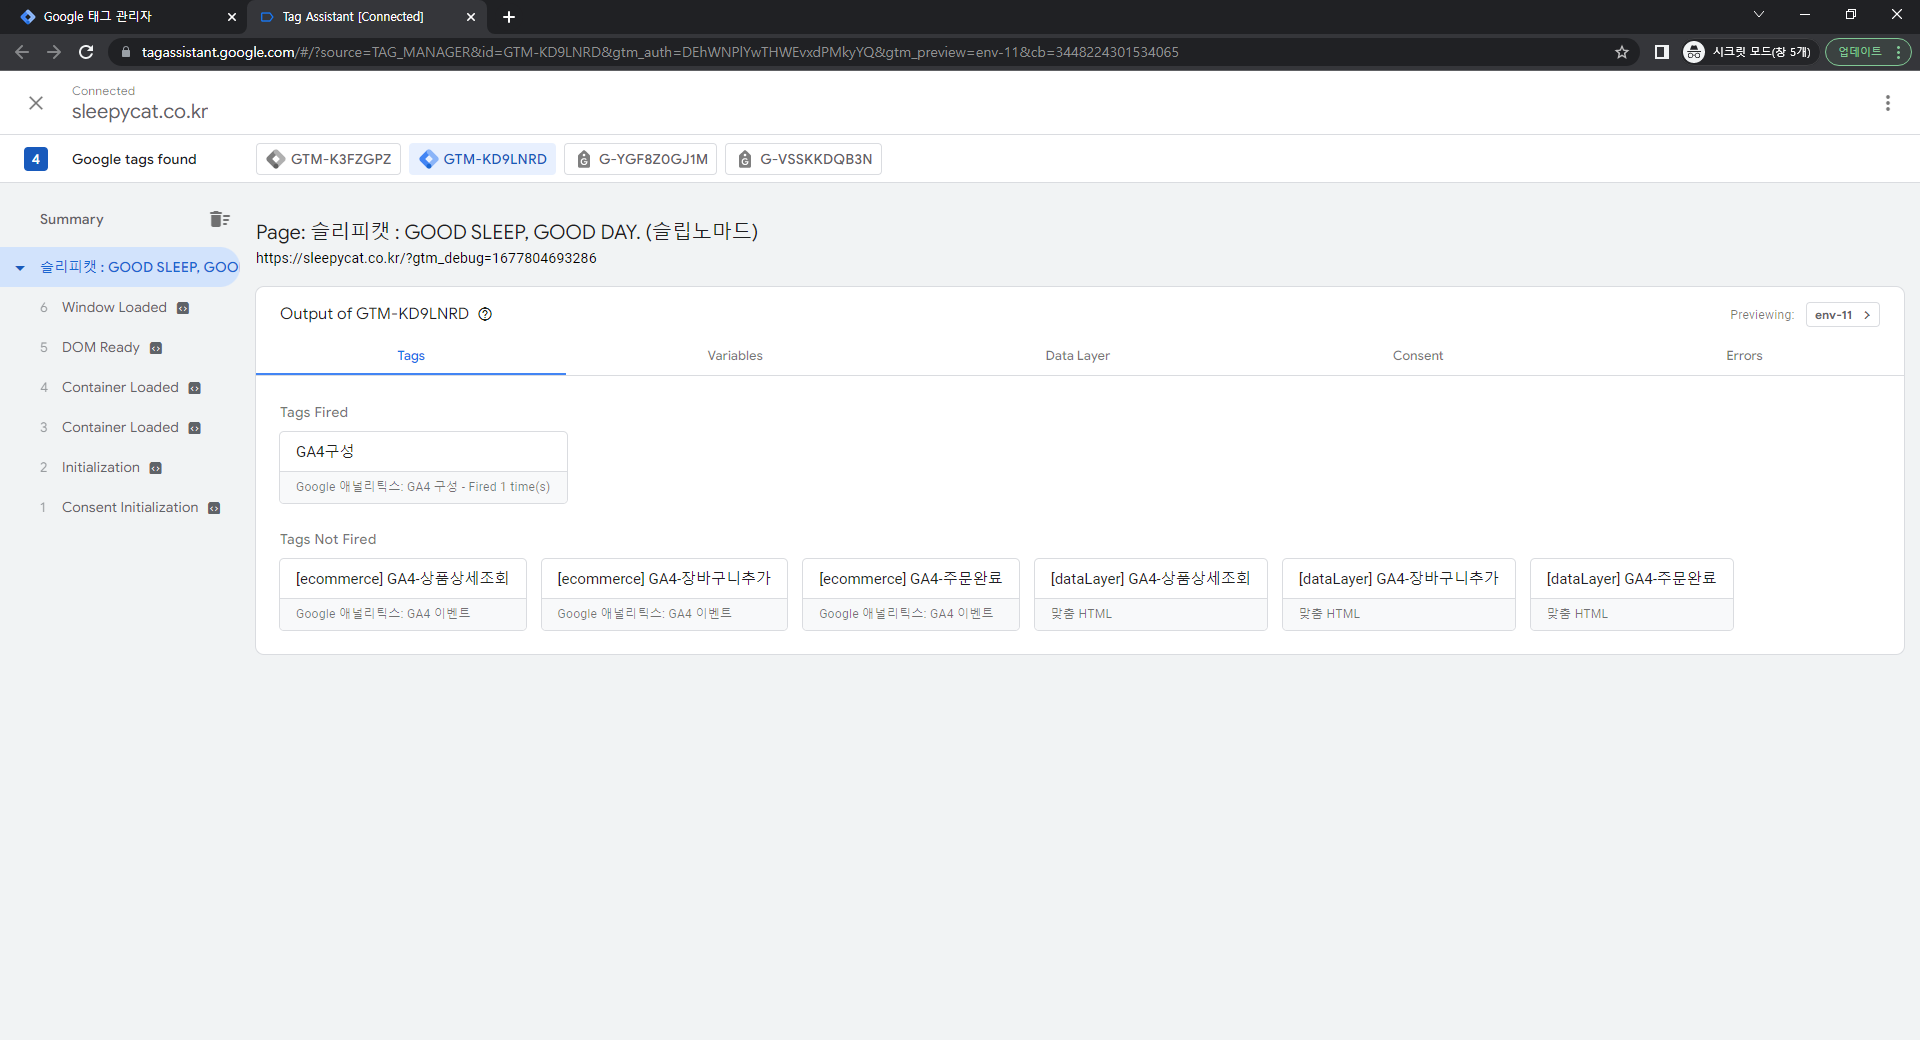 Google 태그 관리자
Tag Assistant [Connected]
tagassistant.google.com/#/?source=TAG_MANAGER&id=GTM-KD9LNRD&gtm_auth=DEhWNPlYwTHWEvxdPMkyYQ&gtm_preview=env-11&cb=3448224301534065
시크릿 모드(창 5개)
업데이트
Connected
sleepycat.co.kr
4 Google tags found
GTM-K3FZGPZ
GTM-KD9LNRD
G-YGF8Z0GJ1M
G-VSSKKDQB3N
Summary
슬리피캣 : GOOD SLEEP, GOO
6 Window Loaded
5 DOM Ready
4 Container Loaded
3 Container Loaded
2 Initialization
1 Consent Initialization
Page: 슬리피캣 : GOOD SLEEP, GOOD DAY. (슬립노마드)
https://sleepycat.co.kr/?gtm_debug=1677804693286
Output of GTM-KD9LNRD
Previewing: env-11
Tags
Variables
Data Layer
Consent
Errors
Tags Fired
GA4구성
Google 애널리틱스: GA4 구성 - Fired 1 time(s)
Tags Not Fired
[ecommerce] GA4-상품상세조회
Google 애널리틱스: GA4 이벤트
[ecommerce] GA4-장바구니추가
Google 애널리틱스: GA4 이벤트
[ecommerce] GA4-주문완료
Google 애널리틱스: GA4 이벤트
[dataLayer] GA4-상품상세조회
맞춤 HTML
[dataLayer] GA4-장바구니추가
맞춤 HTML
[dataLayer] GA4-주문완료
맞춤 HTML